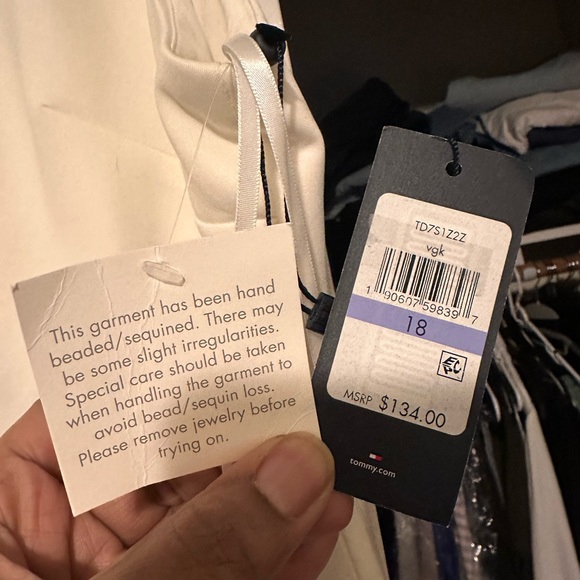 This garment has been hand
beaded/sequined. There may
be some slight irregularities.
Special care should be taken
when handling the garment to
avoid bead/sequin loss.
Please remove jewelry before
trying on.
TD7S1Z2Z
vgk
1 90607 59839 7
18
MSRP $134.00
tommy.com